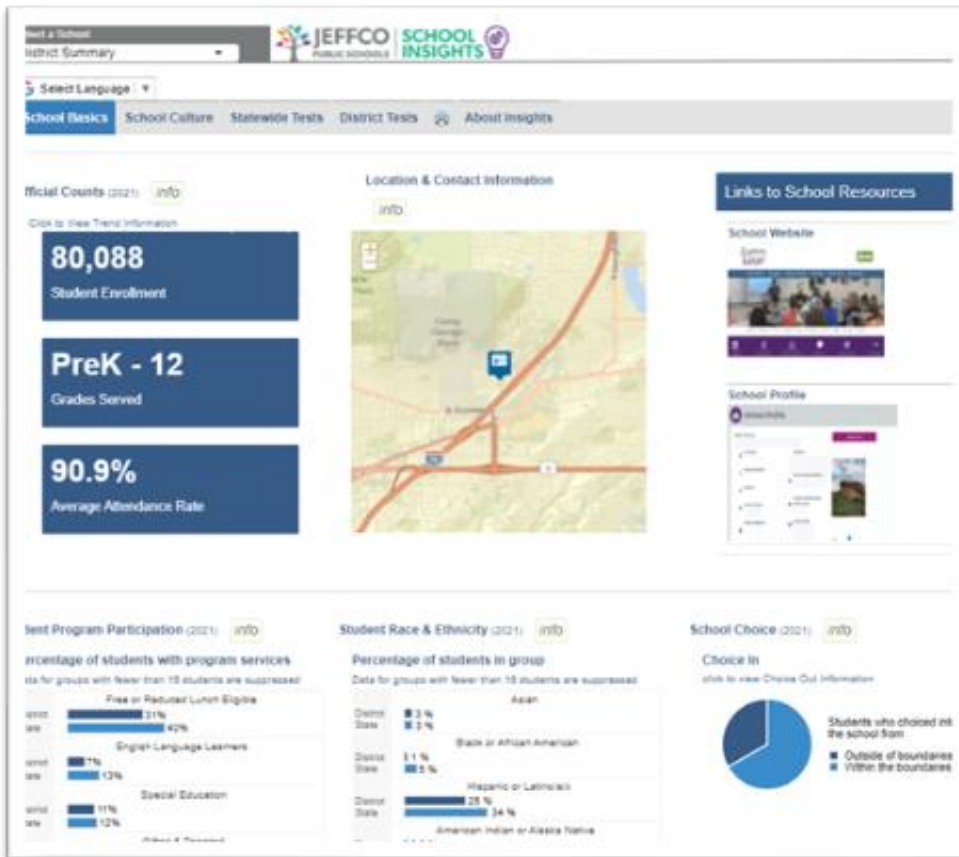 ect a School
istrict Summary
JEFFCO
PUBLIC SCHOOLS
SCHOOL
INSIGHTS
Select Language
School Basics School Culture Statewide Tests District Tests About Insights
fficial Counts (2021) info
Click to View Trend Information
80,088
Student Enrollment
PreK - 12
Grades Served
90.9%
Average Attendance Rate
Location & Contact Information
info
Links to School Resources
School Website
School Profile
dent Program Participation (2021) info
ercentage of students with program services
ata for groups with fewer than 16 students are suppressed
Free or Reduced Lunch Eligible
strict 31%
tate 40%
English Language Learners
strict 7%
tate 13%
Special Education
strict 11%
tate 12%
Student Race & Ethnicity (2021) info
Percentage of students in group
Data for groups with fewer than 16 students are suppressed
Asian
District 3 %
State 3 %
Black or African American
District 1 %
State 5 %
Hispanic or Latino/a/x
District 25 %
State 34 %
American Indian or Alaska Native
School Choice (2021) info
Choice In
click to view Choice Out Information
Students who choiced int
the school from
Outside of boundaries
Within the boundaries